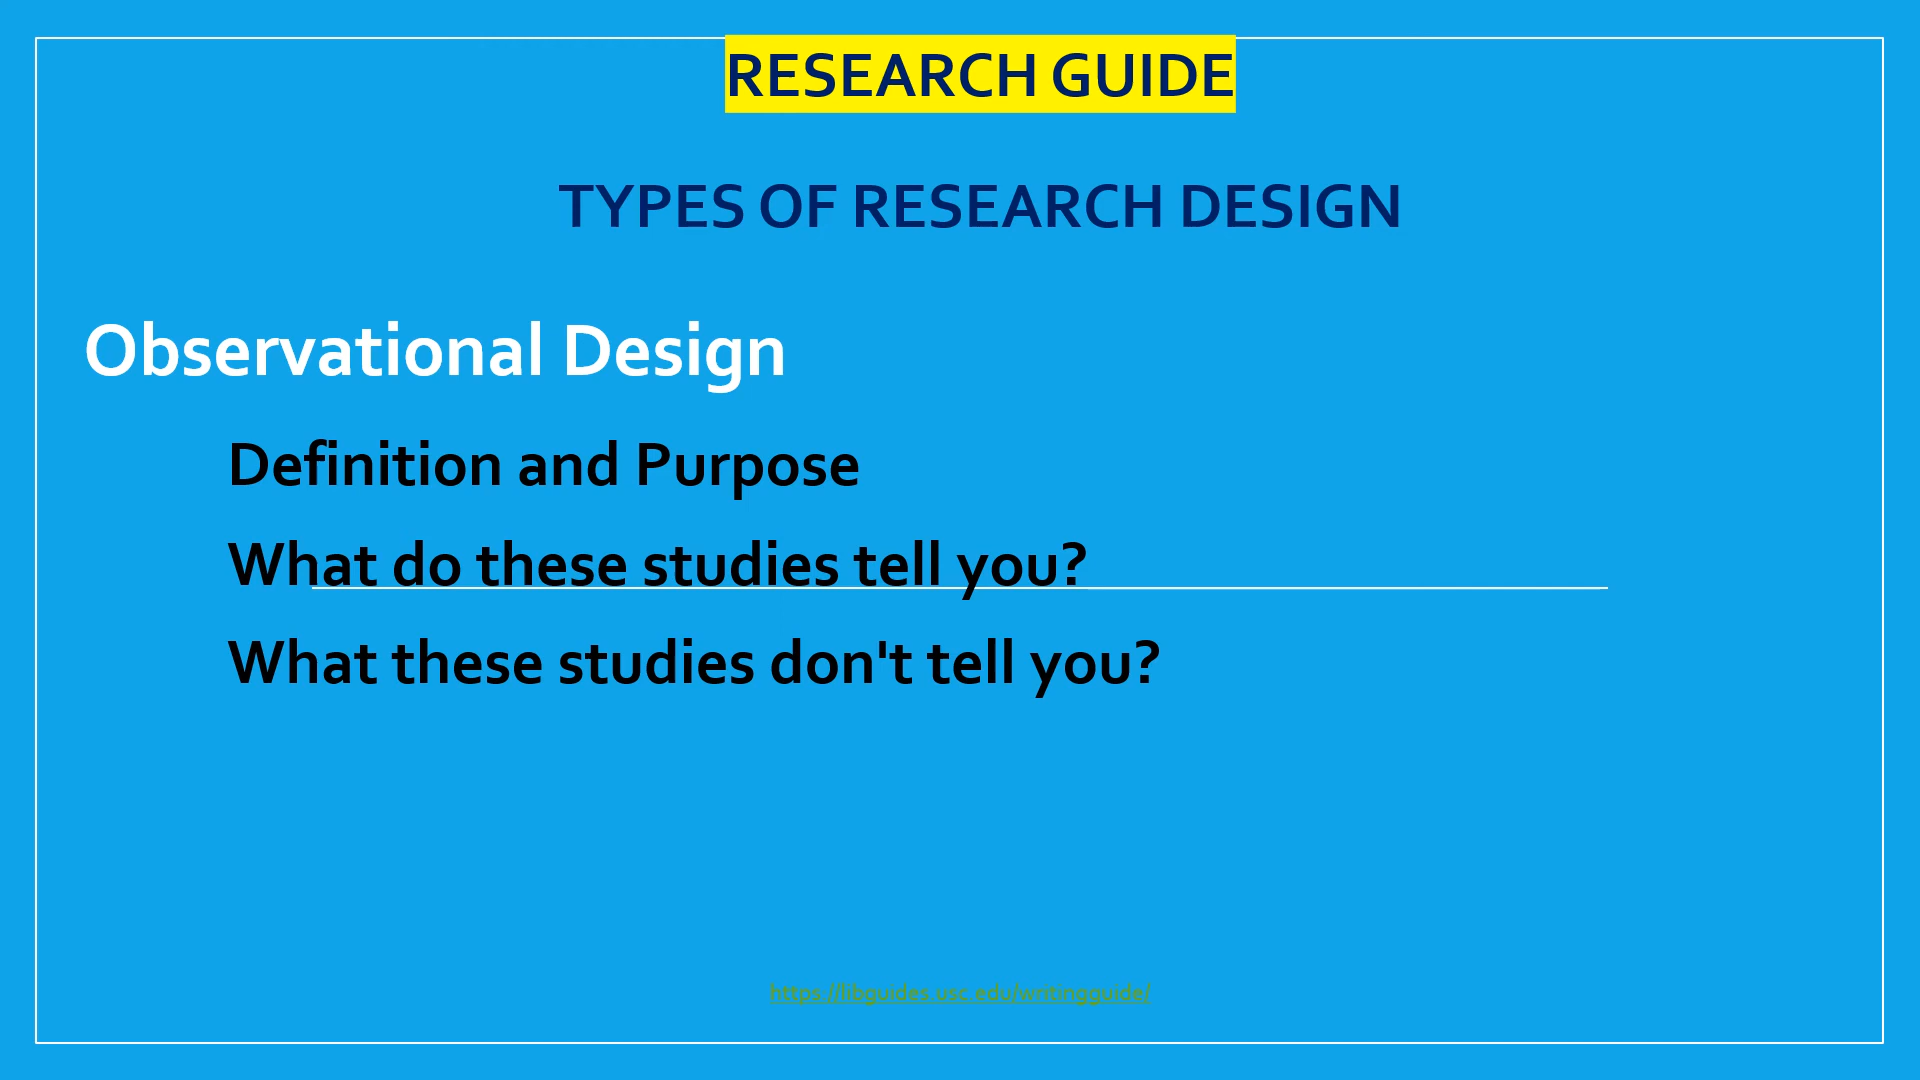 RESEARCH GUIDE
TYPES OF RESEARCH DESIGN
Observational Design
Definition and Purpose
What do these studies tell you?
What these studies don't tell you?
https://libguides.usc.edu/writingguide/